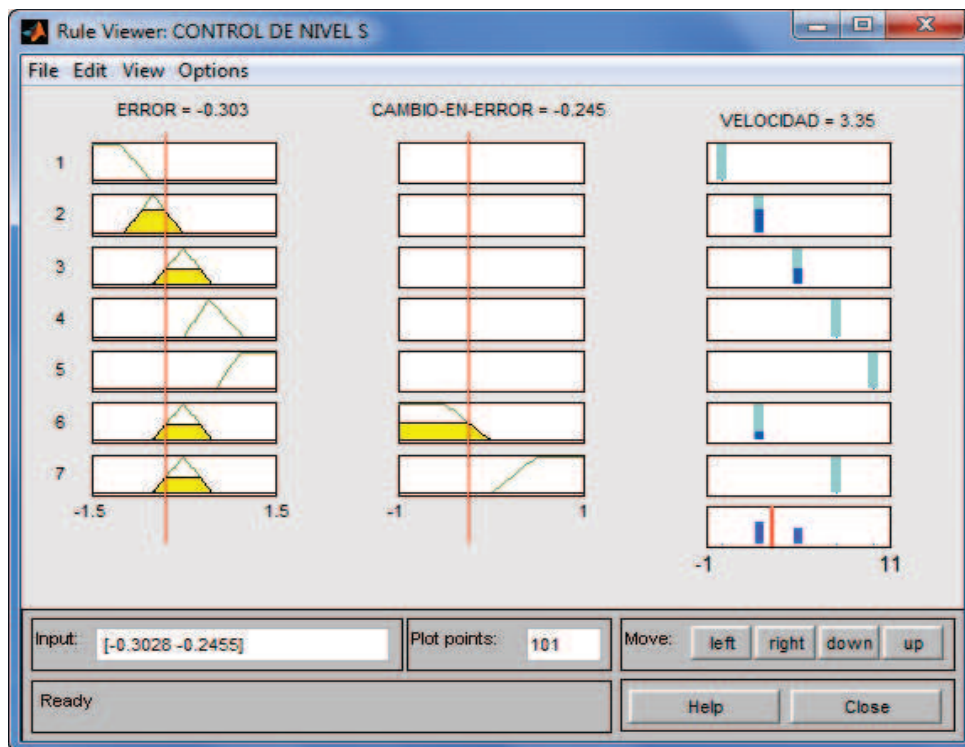 Rule Viewer: CONTROL DE NIVEL S
File Edit View Options
ERROR = -0.303
CAMBIO-EN-ERROR = -0.245
VELOCIDAD = 3.35
1
2
3
4
5
6
7
-1.5 1.5
-1 1
-1 11
Input: [-0.3028 -0.2455]
Plot points: 101
Move: left right down up
Ready
Help Close